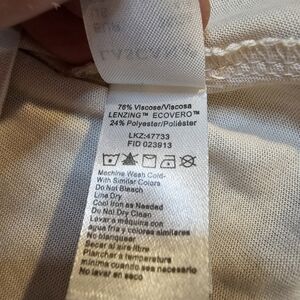 76% Viscose/Viscosa
LENZING™ ECOVERO™
24% Polyester/Poliéster
LKZ:47733
FID 023913
Machine Wash Cold-
With Similar Colors
Do Not Bleach
Line Dry
Cool Iron as Needed
Do Not Dry Clean
Lavar a máquina con
agua fria y colores similares
No blanquear
Secar al aire libre
Planchar a temperatura
mínima cuando sea necesario
No lavar en seco